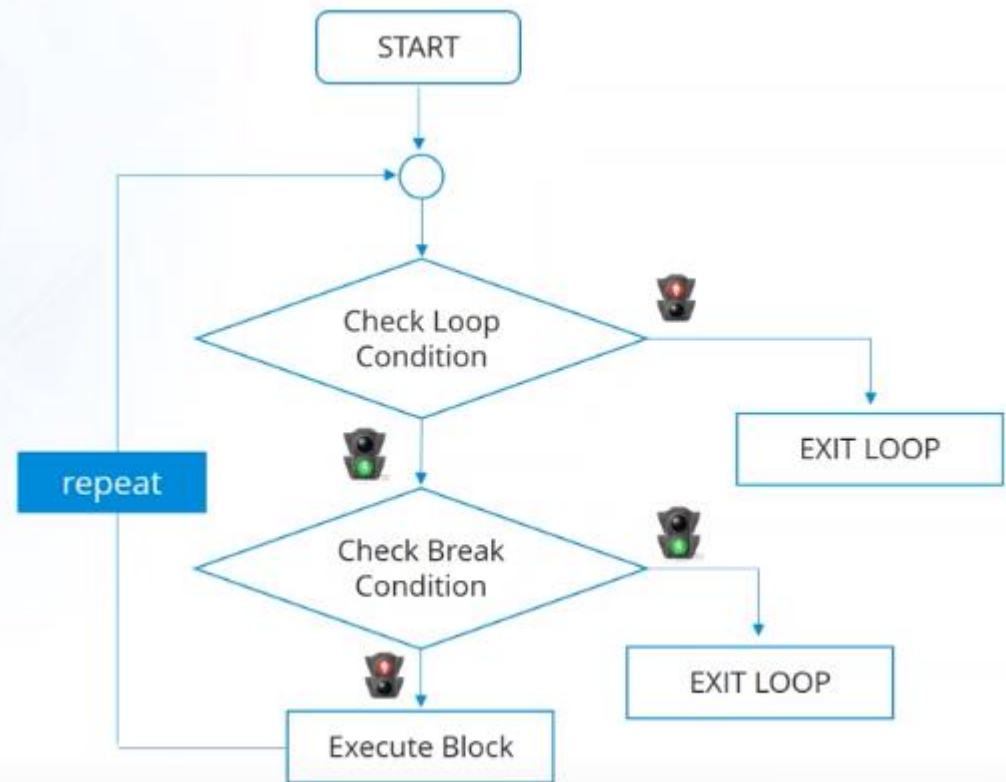 START
Check Loop
Condition
EXIT LOOP
repeat
Check Break
Condition
EXIT LOOP
Execute Block